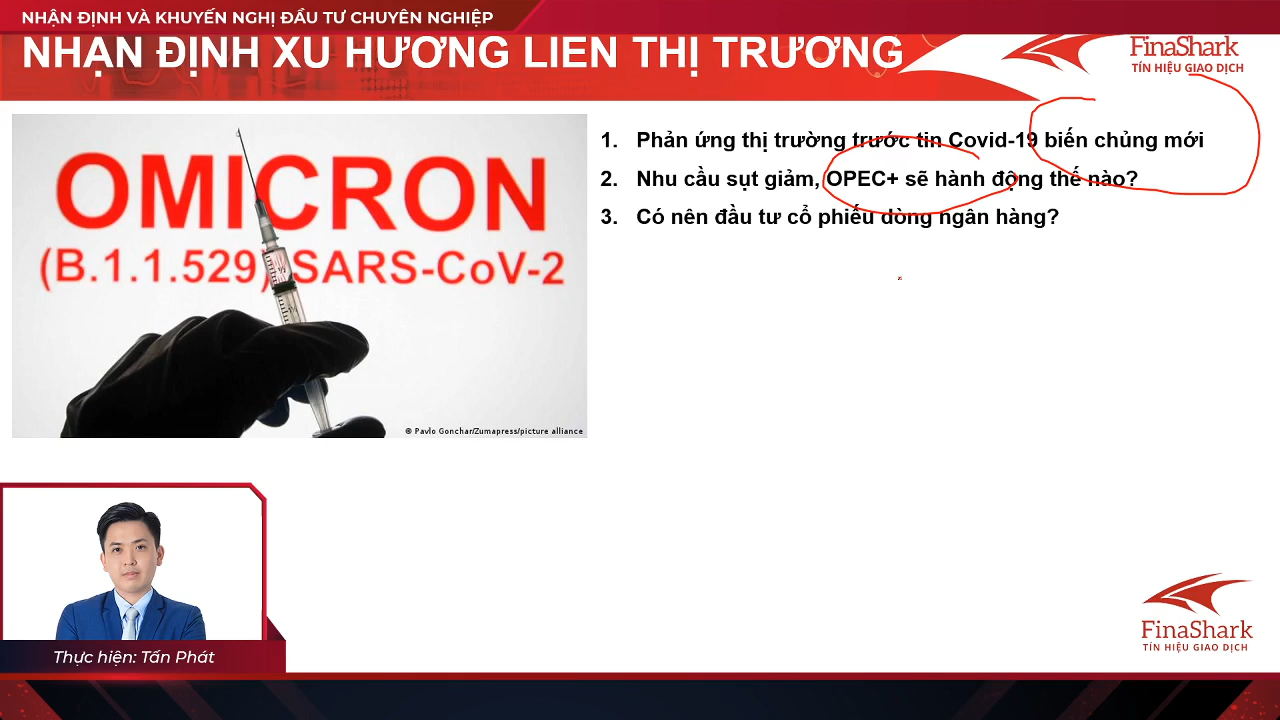 NHẬN ĐỊNH VÀ KHUYẾN NGHỊ ĐẦU TƯ CHUYÊN NGHIỆP
NHẬN ĐỊNH XU HƯỚNG LIÊN THỊ TRƯỜNG
FinaShark
TÍN HIỆU GIAO DỊCH
OMICRON
(B.1.1.529) SARS-CoV-2
© Pavlo Gonchar/Zumapress/picture alliance
1. Phản ứng thị trường trước tin Covid-19 biến chủng mới
2. Nhu cầu sụt giảm, OPEC+ sẽ hành động thế nào?
3. Có nên đầu tư cổ phiếu dòng ngân hàng?
Thực hiện: Tấn Phát
FinaShark
TÍN HIỆU GIAO DỊCH